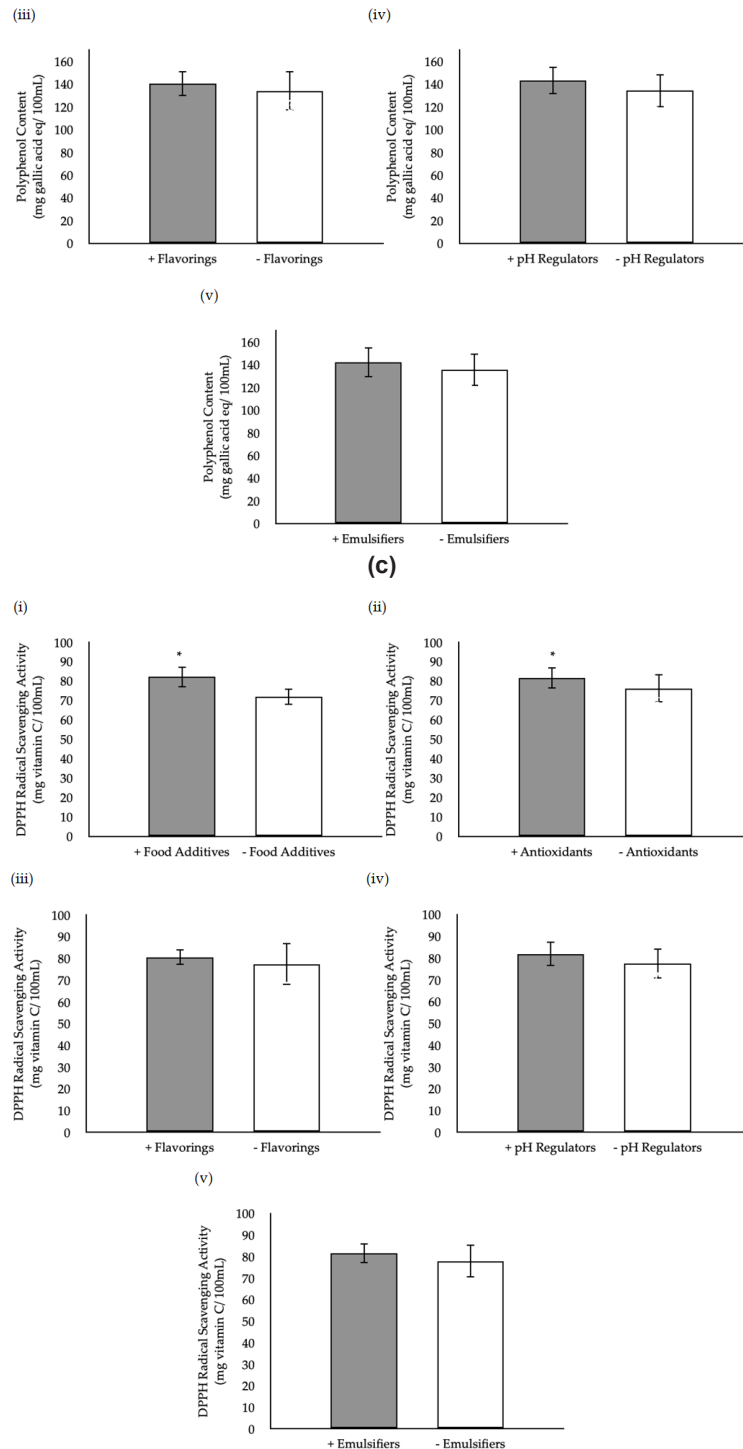 (iii)
Polyphenol Content
(mg gallic acid eq/ 100mL)
160
140
120
100
80
60
40
20
0
+ Flavorings
- Flavorings
(iv)
Polyphenol Content
(mg gallic acid eq/ 100mL)
160
140
120
100
80
60
40
20
0
+ pH Regulators
- pH Regulators
(v)
Polyphenol Content
(mg gallic acid eq/ 100mL)
160
140
120
100
80
60
40
20
0
+ Emulsifiers
- Emulsifiers
(c)
(i)
DPPH Radical Scavenging Activity
(mg vitamin C/ 100mL)
100
90
80
70
60
50
40
30
20
10
0
*
+ Food Additives
- Food Additives
(ii)
DPPH Radical Scavenging Activity
(mg vitamin C/ 100mL)
100
90
80
70
60
50
40
30
20
10
0
*
+ Antioxidants
- Antioxidants
(iii)
DPPH Radical Scavenging Activity
(mg vitamin C/ 100mL)
100
90
80
70
60
50
40
30
20
10
0
+ Flavorings
- Flavorings
(iv)
DPPH Radical Scavenging Activity
(mg vitamin C/ 100mL)
100
90
80
70
60
50
40
30
20
10
0
+ pH Regulators
- pH Regulators
(v)
DPPH Radical Scavenging Activity
(mg vitamin C/ 100mL)
100
90
80
70
60
50
40
30
20
10
0
+ Emulsifiers
- Emulsifiers